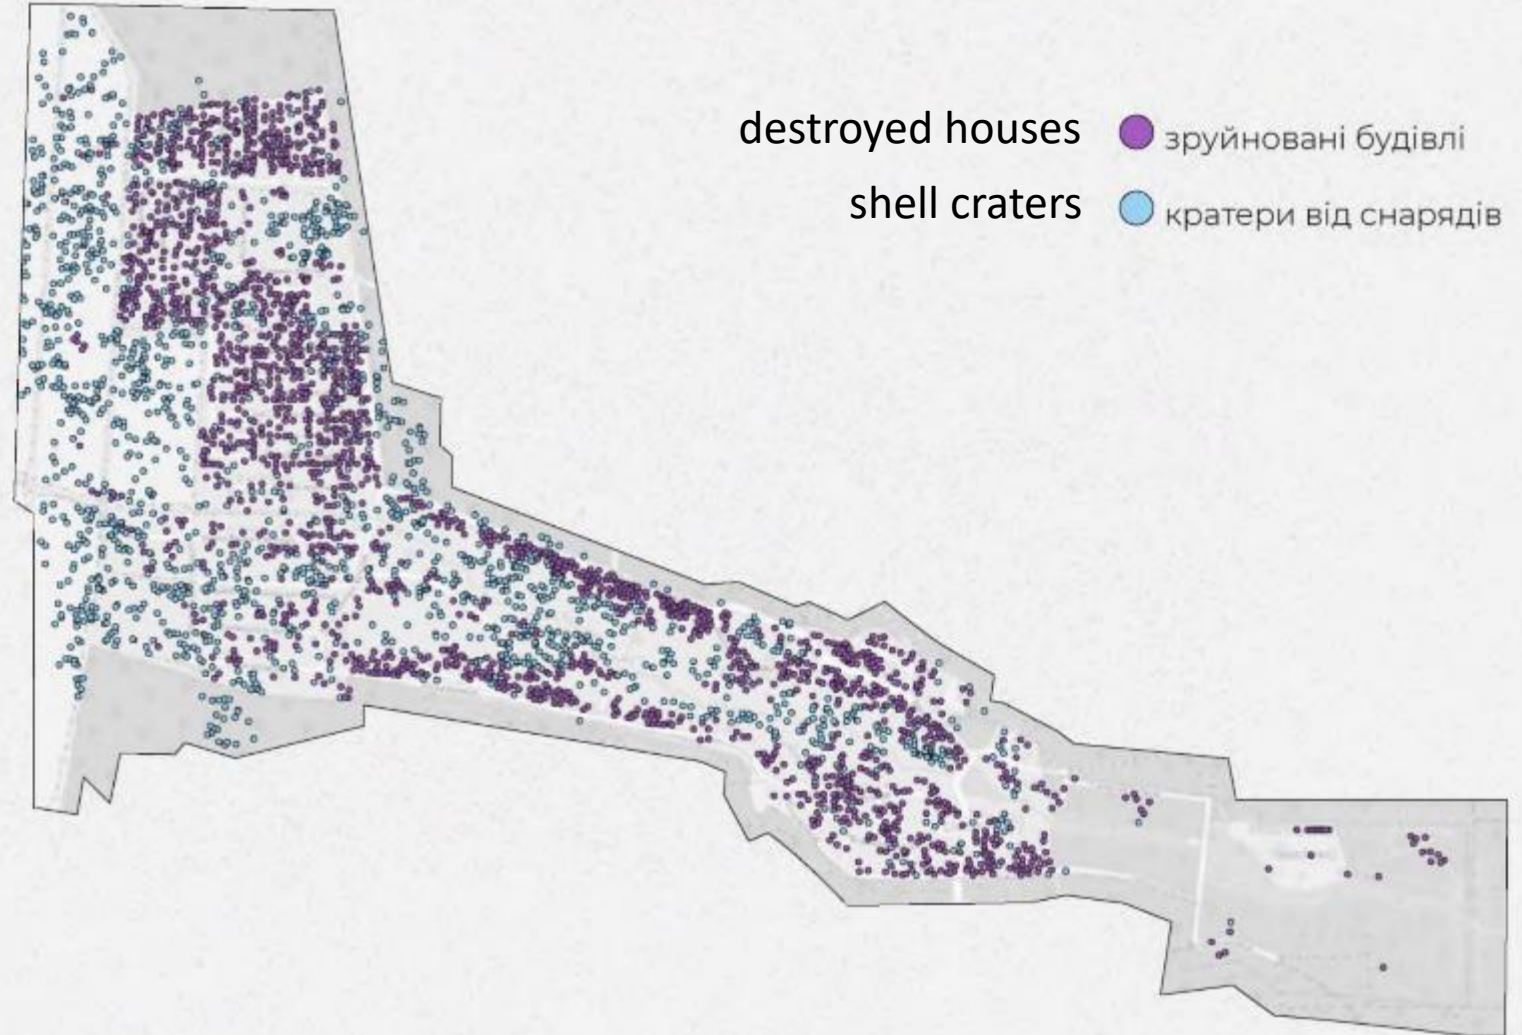 destroyed houses зруйновані будівлі
shell craters кратери від снарядів